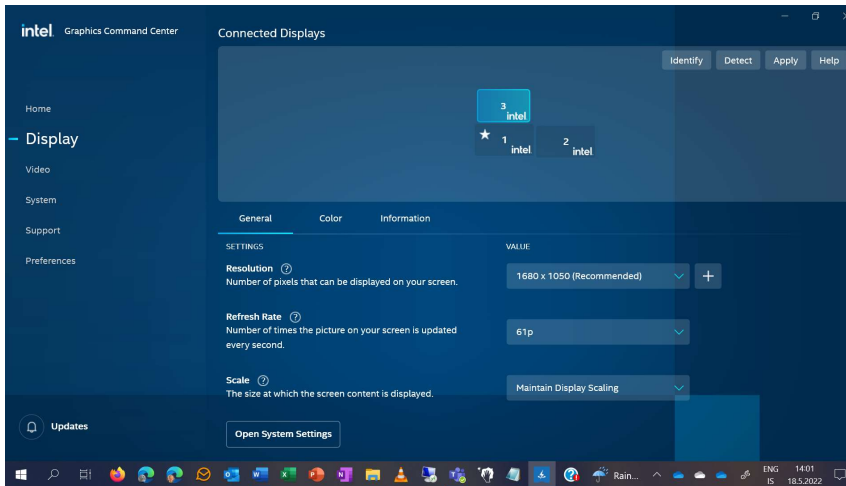 intel. Graphics Command Center
Connected Displays
Identify Detect Apply Help
3
intel
1
intel
2
intel
Home
Display
Video
System
Support
Preferences
Updates
General Color Information
SETTINGS VALUE
Resolution ?
Number of pixels that can be displayed on your screen.
1680 x 1050 (Recommended)
Refresh Rate ?
Number of times the picture on your screen is updated
every second.
61p
Scale ?
The size at which the screen content is displayed.
Maintain Display Scaling
Open System Settings
Rain...
ENG
IS
14:01
18.5.2022